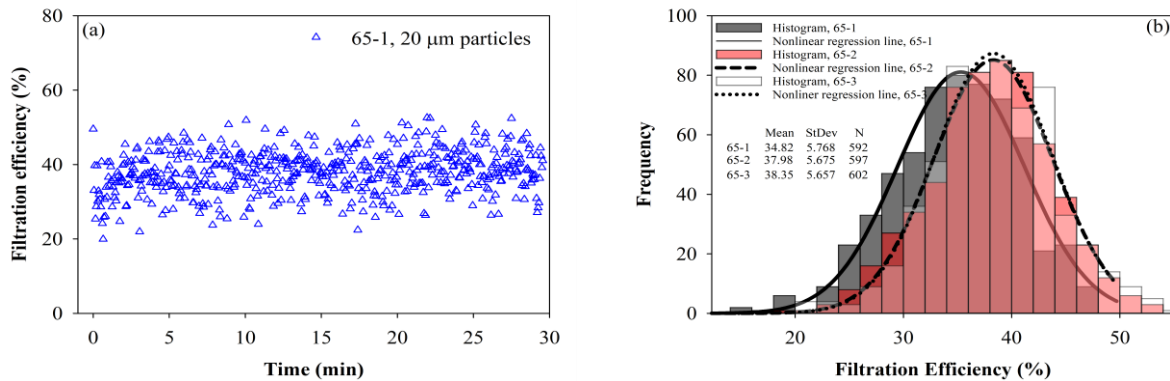 (a)
65-1, 20 μm particles
80
60
40
20
0
Filtration efficiency (%)
0 5 10 15 20 25 30
Time (min)
(b)
Histogram, 65-1
Nonlinear regression line, 65-1
Histogram, 65-2
Nonlinear regression line, 65-2
Histogram, 65-3
Nonliner regression line, 65-3
Mean StDev N
65-1 34.82 5.768 592
65-2 37.98 5.675 597
65-3 38.35 5.657 602
100
80
60
40
20
0
Frequency
20 30 40 50
Filtration Efficiency (%)